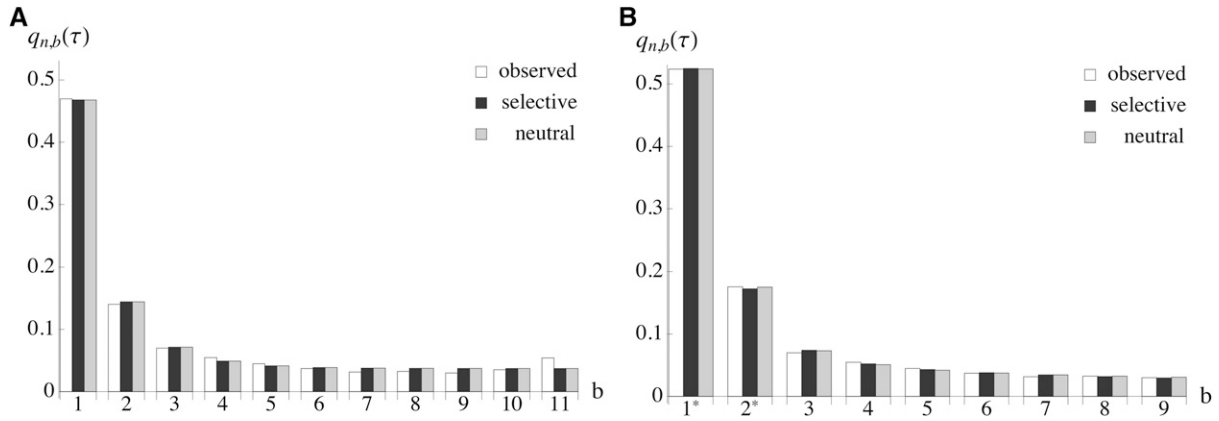 A
q_{n,b}(τ)
0.5
0.4
0.3
0.2
0.1
0
observed
selective
neutral
1 2 3 4 5 6 7 8 9 10 11 b
B
q_{n,b}(τ)
0.5
0.4
0.3
0.2
0.1
0
observed
selective
neutral
1* 2* 3 4 5 6 7 8 9 b